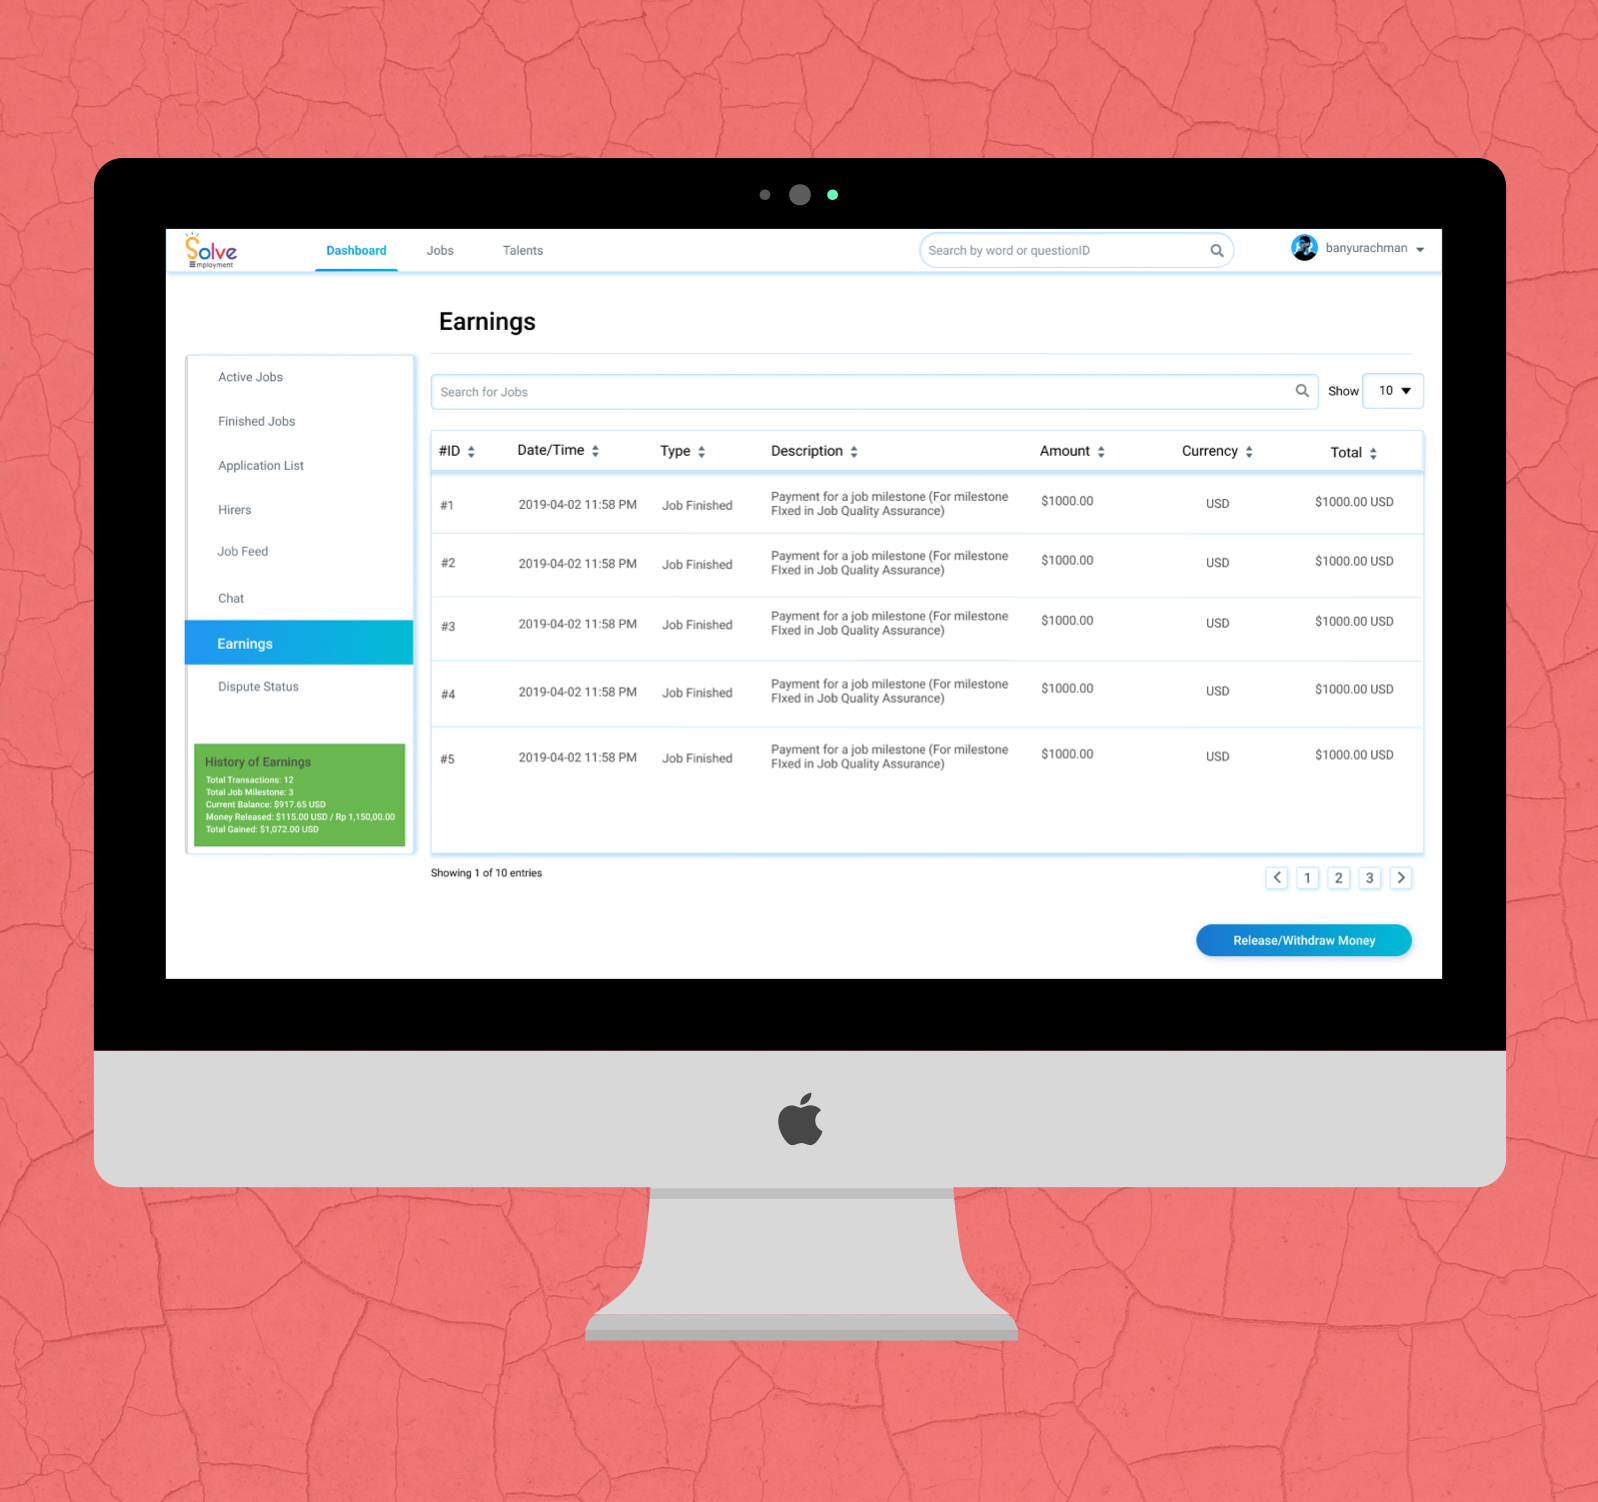 Solve
Employment
Dashboard
Jobs
Talents
Search by word or questionID
banyurachman
Earnings
Active Jobs
Finished Jobs
Application List
Hirers
Job Feed
Chat
Earnings
Dispute Status
History of Earnings
Total Transactions: 12
Total Job Milestone: 3
Current Balance: $917.65 USD
Money Released: $115.00 USD / Rp 1,150,00.00
Total Gained: $1,072.00 USD
Search for Jobs
Show
10
#ID
Date/Time
Type
Description
Amount
Currency
Total
#1
2019-04-02 11:58 PM
Job Finished
Payment for a job milestone (For milestone
FIxed in Job Quality Assurance)
$1000.00
USD
$1000.00 USD
#2
2019-04-02 11:58 PM
Job Finished
Payment for a job milestone (For milestone
FIxed in Job Quality Assurance)
$1000.00
USD
$1000.00 USD
#3
2019-04-02 11:58 PM
Job Finished
Payment for a job milestone (For milestone
FIxed in Job Quality Assurance)
$1000.00
USD
$1000.00 USD
#4
2019-04-02 11:58 PM
Job Finished
Payment for a job milestone (For milestone
FIxed in Job Quality Assurance)
$1000.00
USD
$1000.00 USD
#5
2019-04-02 11:58 PM
Job Finished
Payment for a job milestone (For milestone
FIxed in Job Quality Assurance)
$1000.00
USD
$1000.00 USD
Showing 1 of 10 entries
1
2
3
Release/Withdraw Money